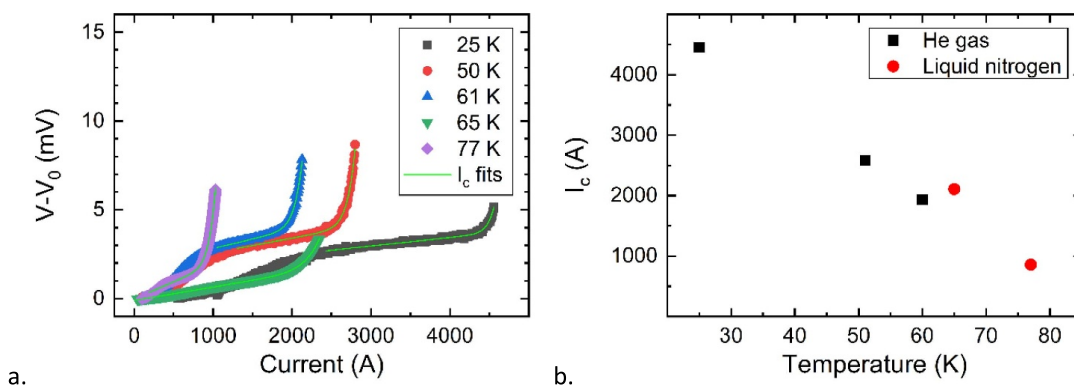 15
10
5
0
V-V0 (mV)
0 1000 2000 3000 4000 5000
Current (A)
25 K
50 K
61 K
65 K
77 K
Ic fits
a.
4000
3000
2000
1000
Ic (A)
30 40 50 60 70 80
Temperature (K)
He gas
Liquid nitrogen
b.